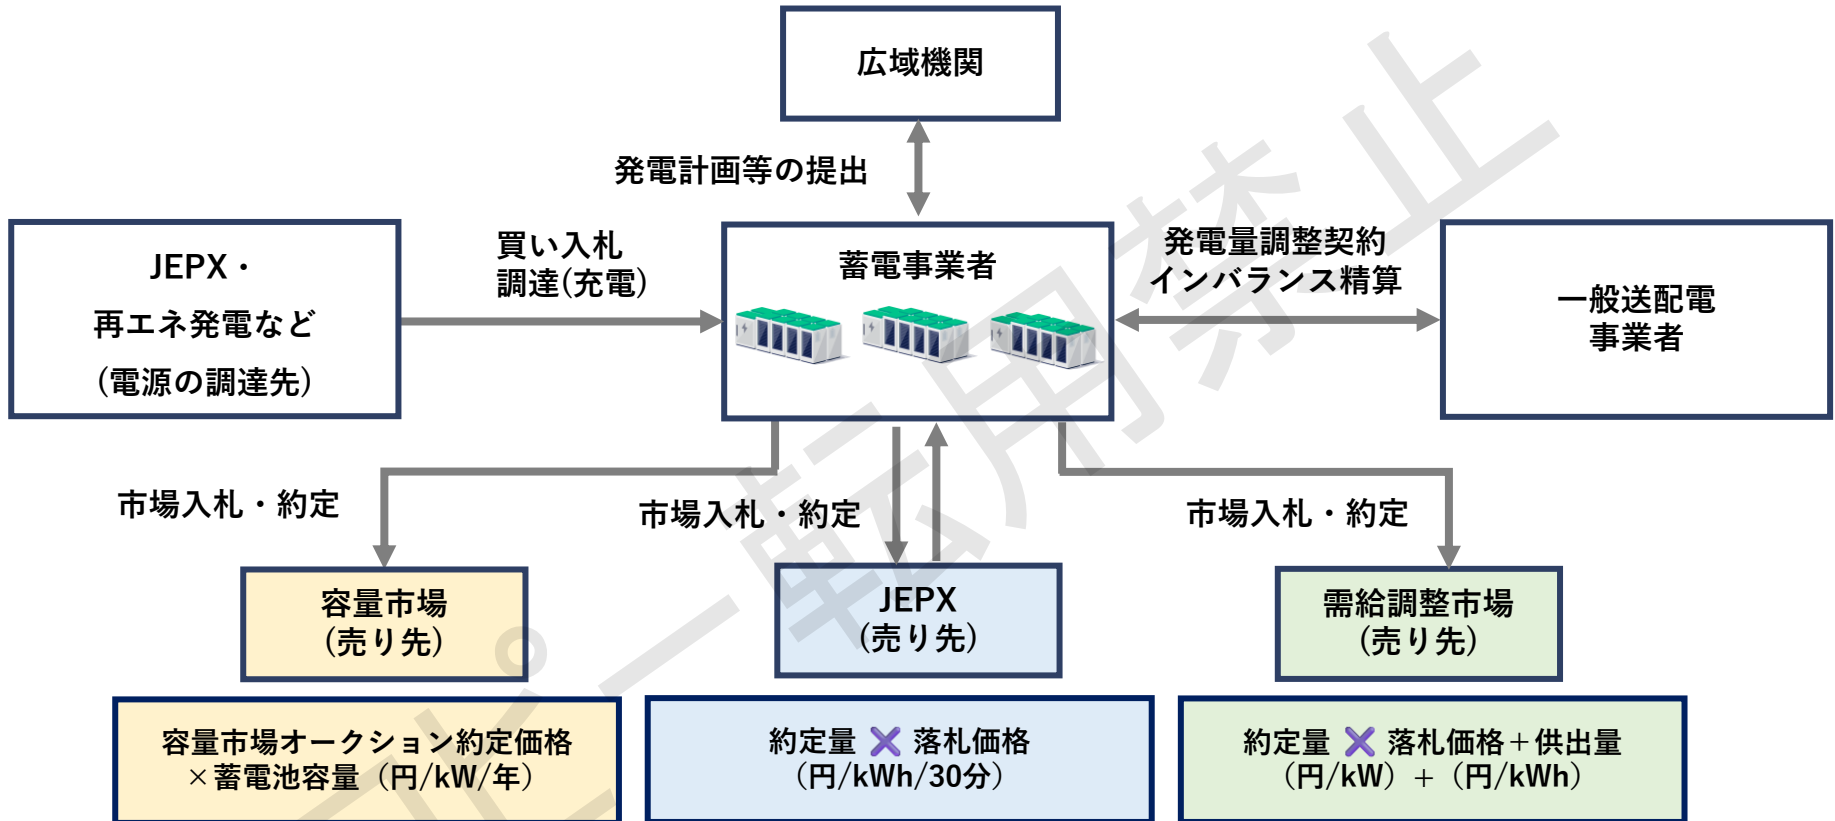 広域機関
発電計画等の提出
JEPX・
再エネ発電など
(電源の調達先)
買い入札
調達(充電)
蓄電事業者
発電量調整契約
インバランス精算
一般送配電
事業者
市場入札・約定
市場入札・約定
市場入札・約定
容量市場
(売り先)
JEPX
(売り先)
需給調整市場
(売り先)
容量市場オークション約定価格
×蓄電池容量（円/kW/年）
約定量 ❌ 落札価格
（円/kWh/30分）
約定量 ❌ 落札価格＋供出量
（円/kW）+（円/kWh）
コピー転用禁止